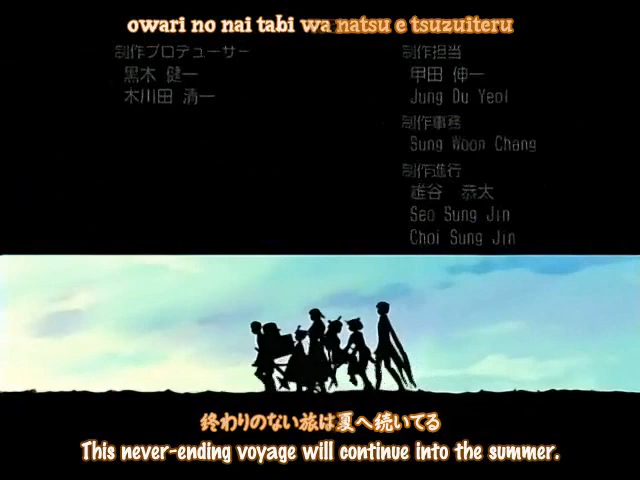 owari no nai tabi wa natsu e tsuzuiteru
制作プロデューサー
黒木 健一
木川田 清一
制作担当
甲田 伸一
Jung Du Yeol
制作事務
Sung Woon Chang
制作進行
雄谷 恭太
Seo Sung Jin
Choi Sung Jin
終わりのない旅は夏へ続いてる
This never-ending voyage will continue into the summer.